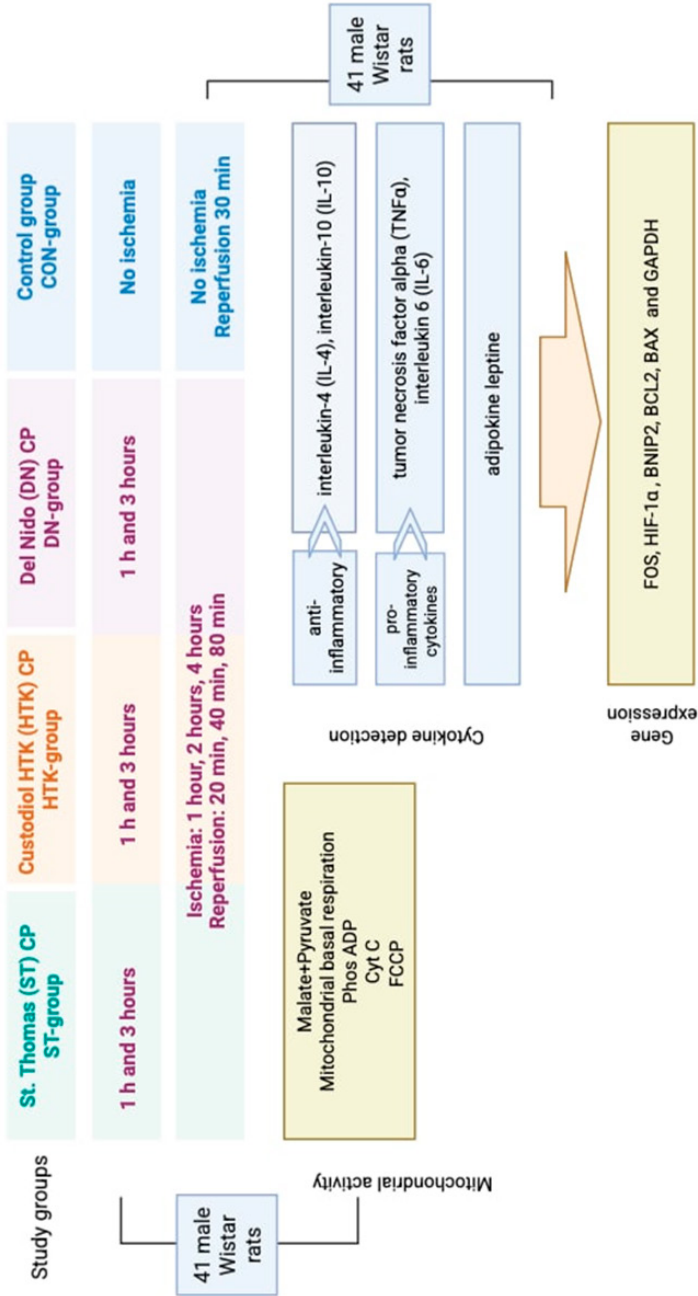 Study groups
St. Thomas (ST) CP
ST-group
Custodiol HTK (HTK) CP
HTK-group
Del Nido (DN) CP
DN-group
Control group
CON-group
1 h and 3 hours
1 h and 3 hours
1 h and 3 hours
No ischemia
Ischemia: 1 hour, 2 hours, 4 hours
Reperfusion: 20 min, 40 min, 80 min
No ischemia
Reperfusion 30 min
41 male
Wistar
rats
Mitochondrial activity
Malate+Pyruvate
Mitochondrial basal respiration
Phos ADP
Cyt C
FCCP
Cytokine detection
anti-
inflammatory
interleukin-4 (IL-4), interleukin-10 (IL-10)
pro-
inflammatory
cytokines
tumor necrosis factor alpha (TNFα),
interleukin 6 (IL-6)
adipokine leptine
41 male
Wistar
rats
Gene
expression
FOS, HIF-1α , BNIP2, BCL2, BAX and GAPDH